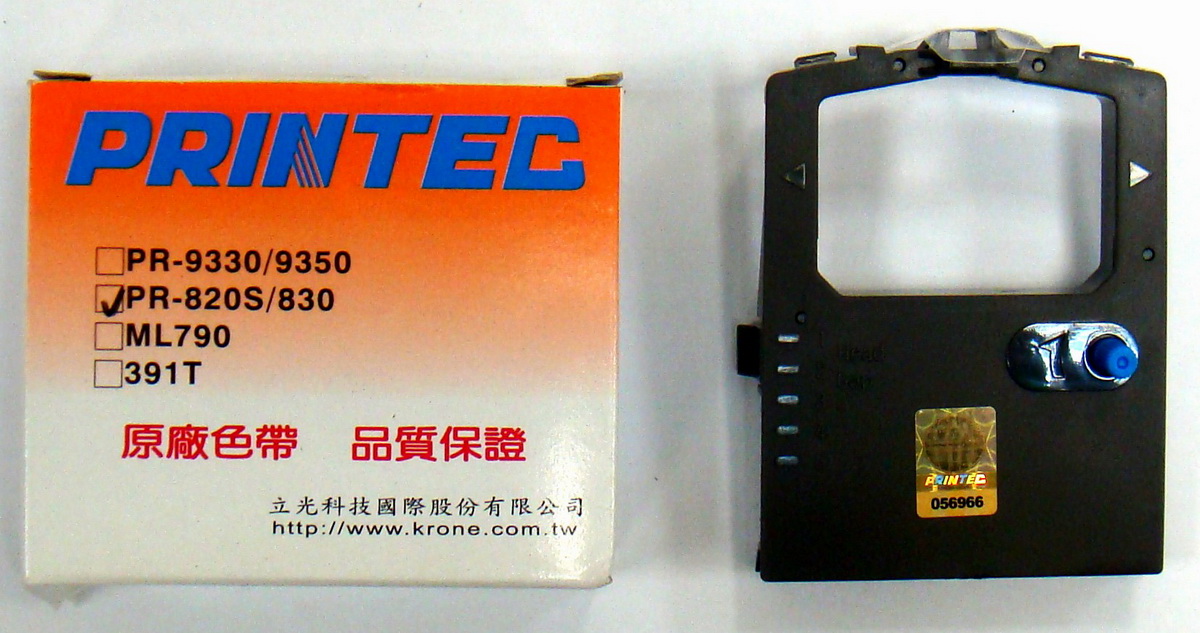 PRINTEC
PR-9330/9350
PR-820S/830
ML790
391T
原廠色帶 品質保證
立光科技國際股份有限公司
http://www.krone.com.tw
Head
PRINTEC
056966